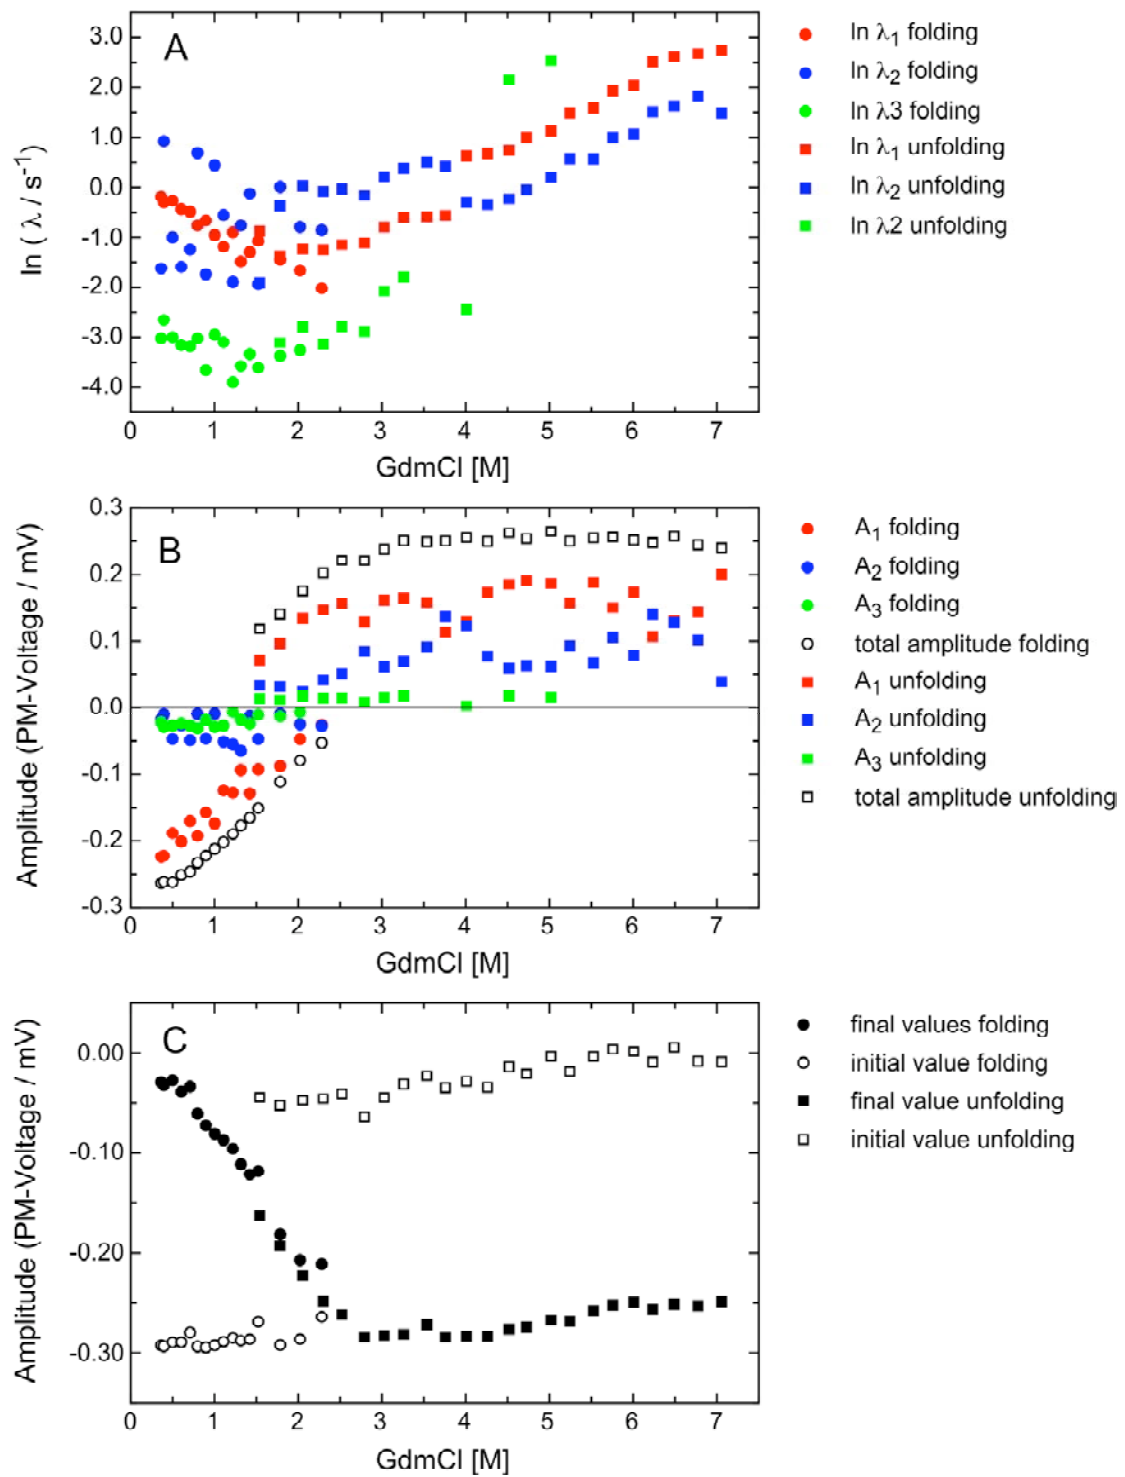 A
3.0
2.0
1.0
0.0
-1.0
-2.0
-3.0
-4.0
ln ( λ / s⁻¹)
0 1 2 3 4 5 6 7
GdmCl [M]
ln λ₁ folding
ln λ₂ folding
ln λ3 folding
ln λ₁ unfolding
ln λ₂ unfolding
ln λ2 unfolding
B
0.3
0.2
0.1
0.0
-0.1
-0.2
-0.3
Amplitude (PM-Voltage / mV)
0 1 2 3 4 5 6 7
GdmCl [M]
A₁ folding
A₂ folding
A₃ folding
total amplitude folding
A₁ unfolding
A₂ unfolding
A₃ unfolding
total amplitude unfolding
C
0.00
-0.10
-0.20
-0.30
Amplitude (PM-Voltage / mV)
0 1 2 3 4 5 6 7
GdmCl [M]
final values folding
initial value folding
final value unfolding
initial value unfolding